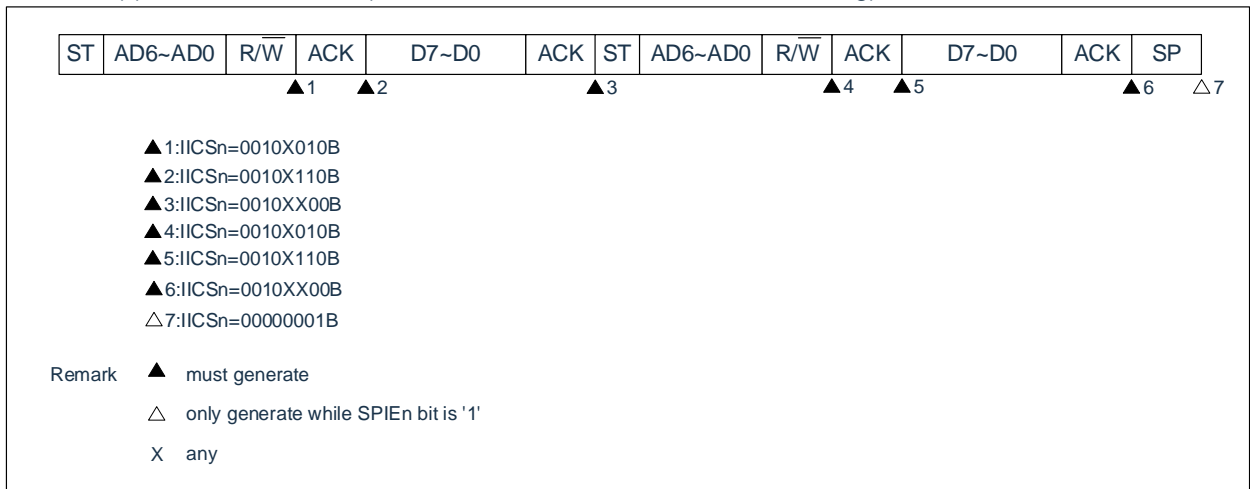 ST AD6~AD0 R/W ACK D7~D0 ACK ST AD6~AD0 R/W ACK D7~D0 ACK SP
▲1 ▲2 ▲3 ▲4 ▲5 ▲6 △7
▲1:IICSn=0010X010B
▲2:IICSn=0010X110B
▲3:IICSn=0010XX00B
▲4:IICSn=0010X010B
▲5:IICSn=0010X110B
▲6:IICSn=0010XX00B
△7:IICSn=00000001B
Remark ▲ must generate
△ only generate while SPIEn bit is '1'
X any